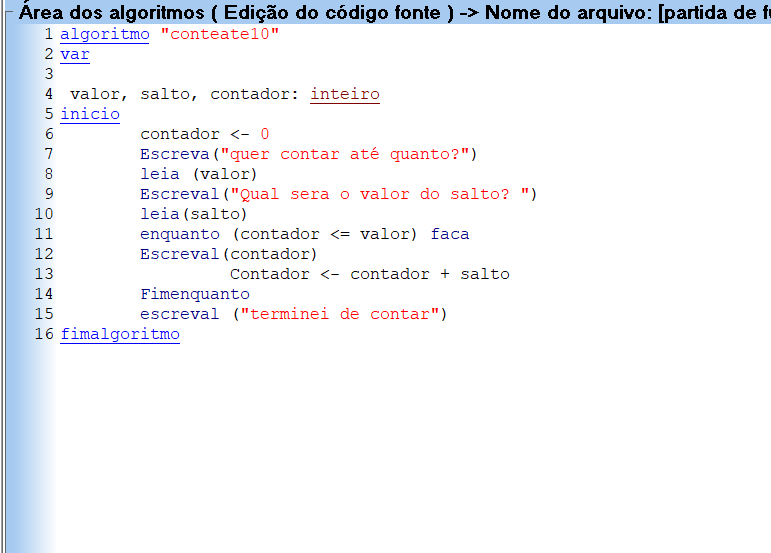 Área dos algoritmos ( Edição do código fonte ) -> Nome do arquivo: [partida de
1 algoritmo "conteate10"
2 var
3
4 valor, salto, contador: inteiro
5 inicio
6 contador <- 0
7 Escreva("quer contar até quanto?")
8 leia (valor)
9 Escreval("Qual sera o valor do salto? ")
10 leia(salto)
11 enquanto (contador <= valor) faca
12 Escreval(contador)
13 Contador <- contador + salto
14 Fimenquanto
15 escreval ("terminei de contar")
16 fimalgoritmo